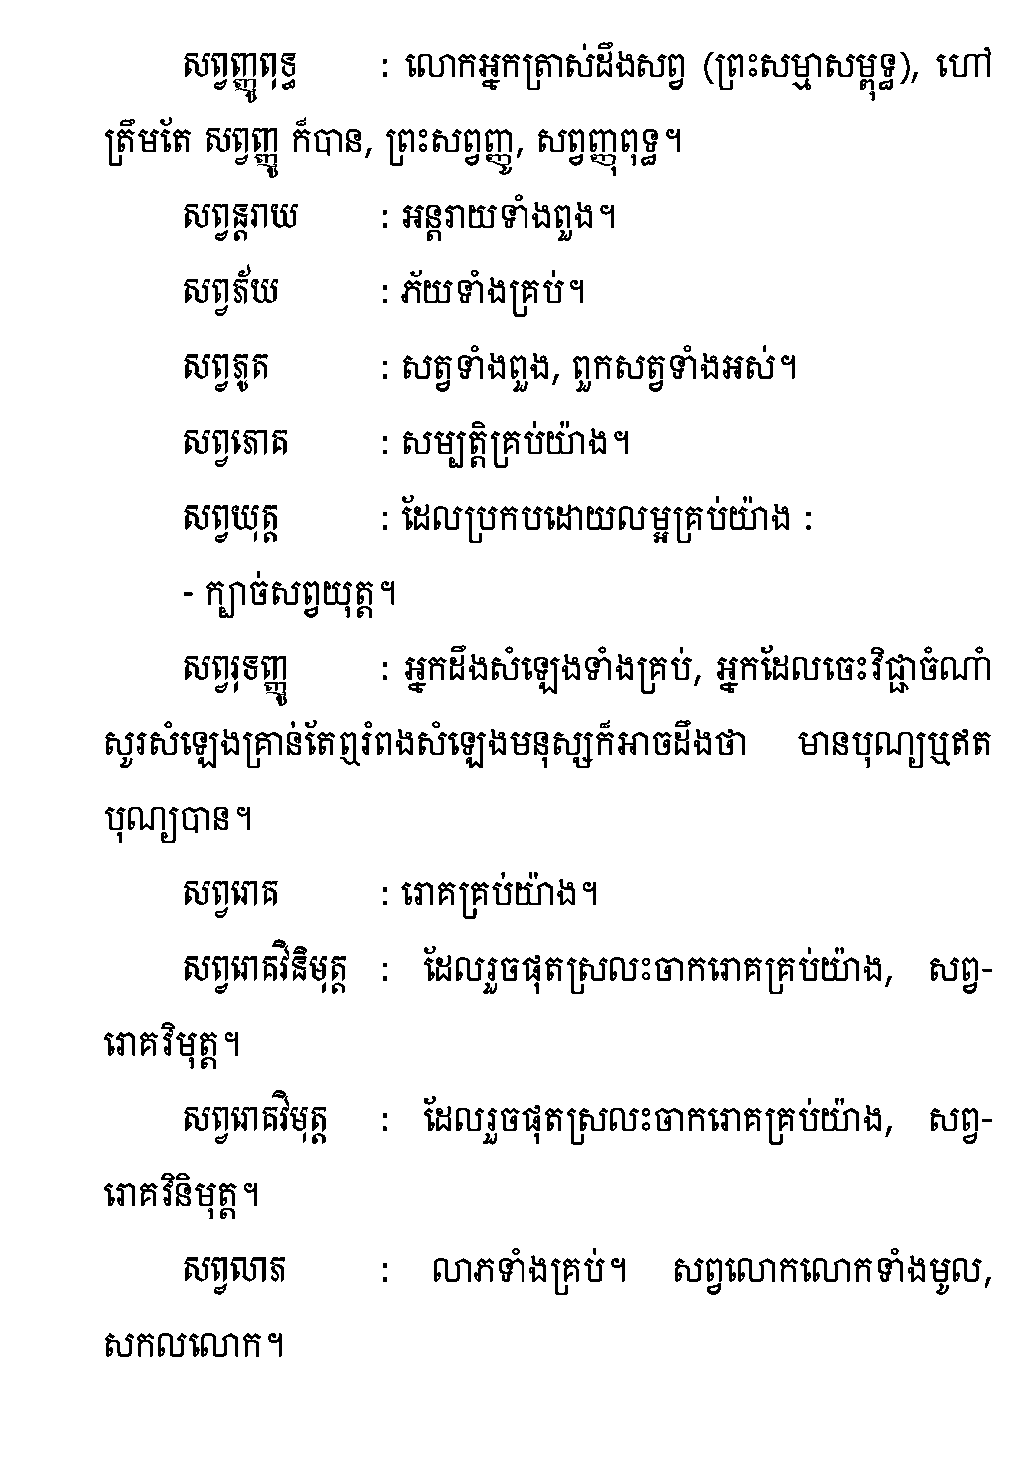 សព្វញ្ញូពុទ្ធ : លោកអ្នកត្រាស់ដឹងសព្វ (ព្រះសម្មាសម្ពុទ្ធ), ហៅ
ត្រឹមតែ សព្វញ្ញូ ក៏បាន, ព្រះសព្វញ្ញូ, សព្វញ្ញុពុទ្ធ។
សព្វន្តរាយ : អន្តរាយទាំងពួង។
សព្វភ័យ : ភ័យទាំងគ្រប់។
សព្វភូត : សត្វទាំងពួង, ពួកសត្វទាំងអស់។
សព្វភោគ : សម្បត្តិគ្រប់យ៉ាង។
សព្វយុត្ត : ដែលប្រកបដោយលម្អគ្រប់យ៉ាង :
- ក្បាច់សព្វយុត្ត។
សព្វរុទញ្ញូ : អ្នកដឹងសំឡេងទាំងគ្រប់, អ្នកដែលចេះវិជ្ជាចំណាំ
សូរសំឡេងគ្រាន់តែឮរំពងសំឡេងមនុស្សក៏អាចដឹងថា មានបុណ្យឬឥត
បុណ្យបាន។
សព្វរោគ : រោគគ្រប់យ៉ាង។
សព្វរោគវិនិមុត្ត : ដែលរួចផុតស្រលះចាករោគគ្រប់យ៉ាង, សព្វ-
រោគវិមុត្ត។
សព្វរោគវិមុត្ត : ដែលរួចផុតស្រលះចាករោគគ្រប់យ៉ាង, សព្វ-
រោគវិនិមុត្ត។
សព្វលាភ : លាភទាំងគ្រប់។ សព្វលោកលោកទាំងមូល,
សកលលោក។